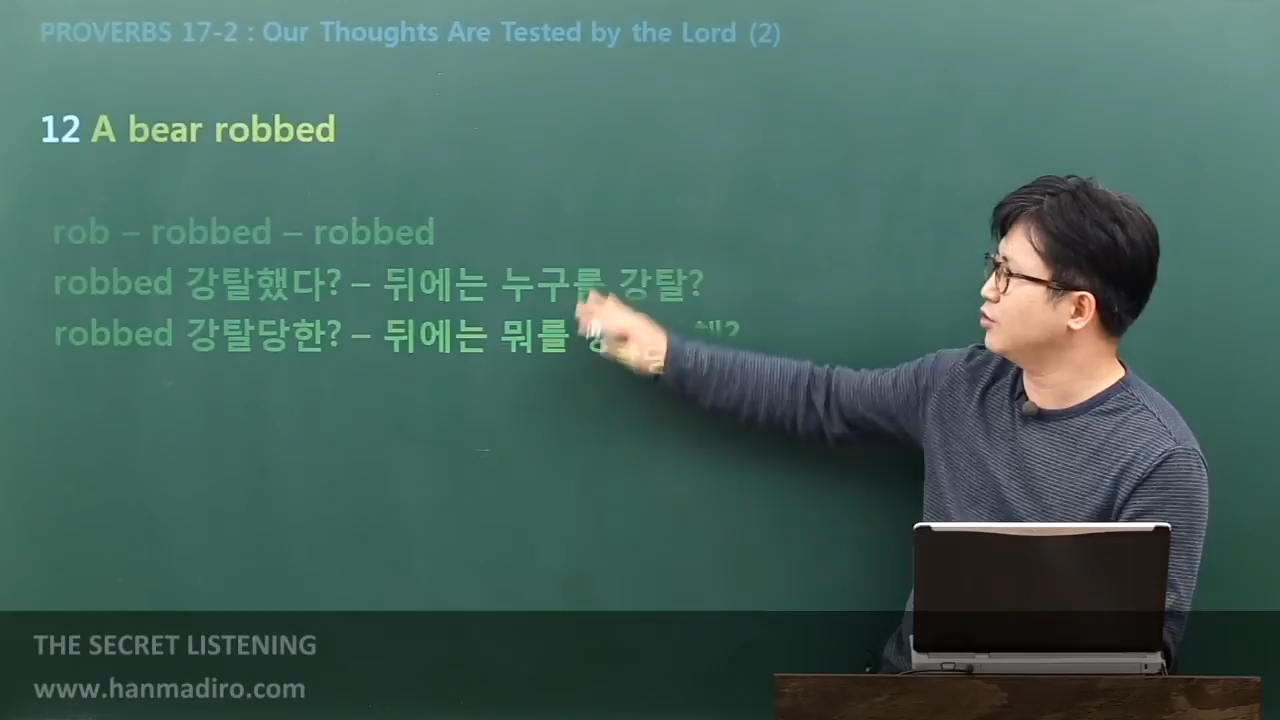 PROVERBS 17-2 : Our Thoughts Are Tested by the Lord (2)
12 A bear robbed
rob – robbed – robbed
robbed 강탈했다? – 뒤에는 누구를 강탈?
robbed 강탈당한? – 뒤에는 뭐를
THE SECRET LISTENING
www.hanmadiro.com